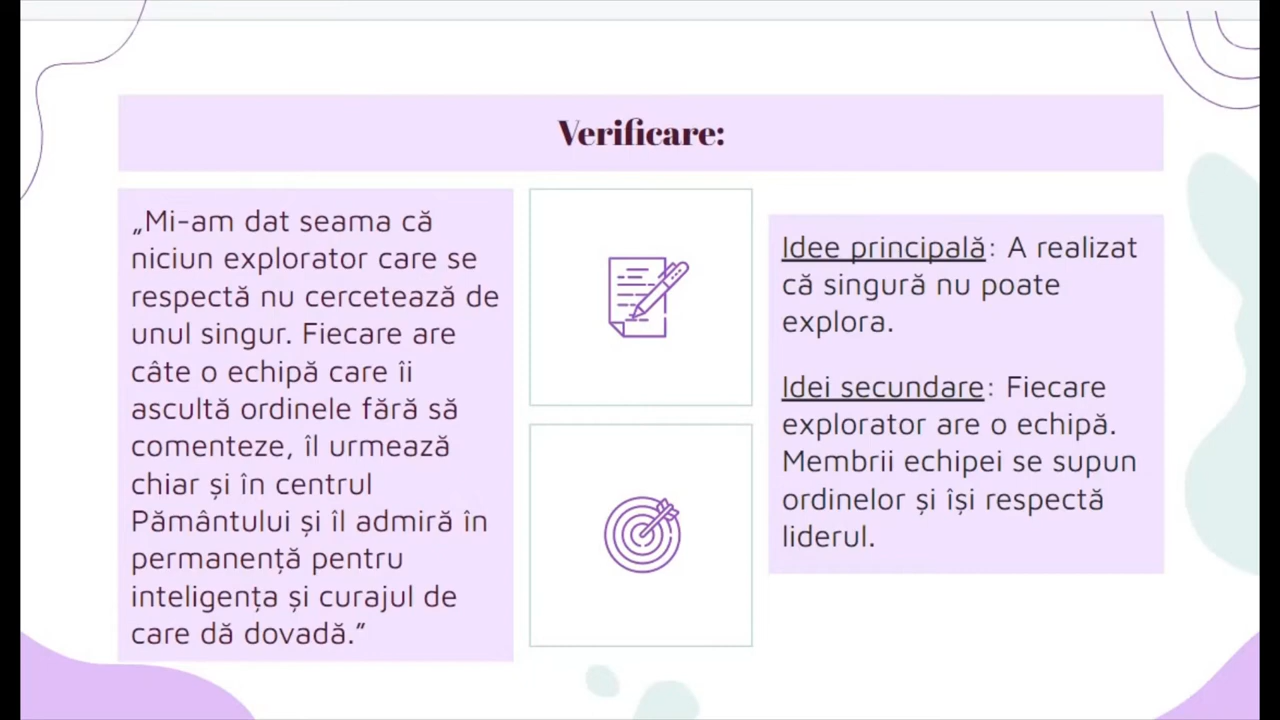 Verificare:
„Mi-am dat seama că
niciun explorator care se
respectă nu cercetează de
unul singur. Fiecare are
câte o echipă care îi
ascultă ordinele fără să
comenteze, îl urmează
chiar și în centrul
Pământului și îl admiră în
permanență pentru
inteligența și curajul de
care dă dovadă.”
Idee principală: A realizat
că singură nu poate
explora.
Idei secundare: Fiecare
explorator are o echipă.
Membrii echipei se supun
ordinelor și își respectă
liderul.